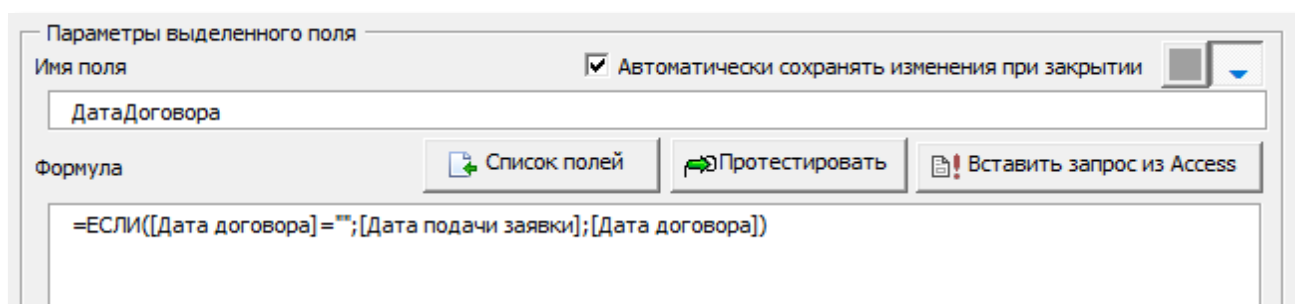 Параметры выделенного поля
Имя поля
Автоматически сохранять изменения при закрытии
ДатаДоговора
Формула
Список полей
Протестировать
Вставить запрос из Access
=ЕСЛИ([Дата договора]="";[Дата подачи заявки];[Дата договора])